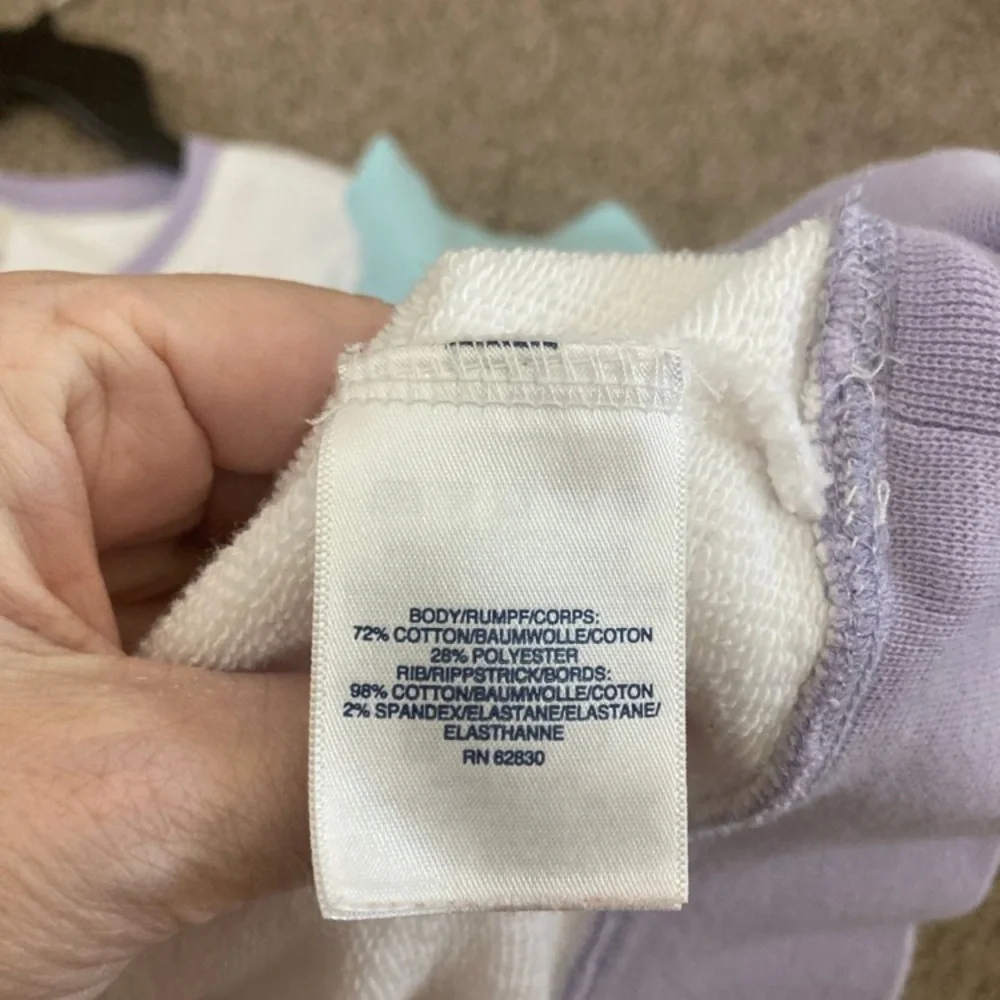 BODY/RUMPF/CORPS:
72% COTTON/BAUMWOLLE/COTON
28% POLYESTER
RIB/RIPPSTRICK/BORDS:
98% COTTON/BAUMWOLLE/COTON
2% SPANDEX/ELASTANE/ELASTANE/
ELASTHANNE
RN 62830